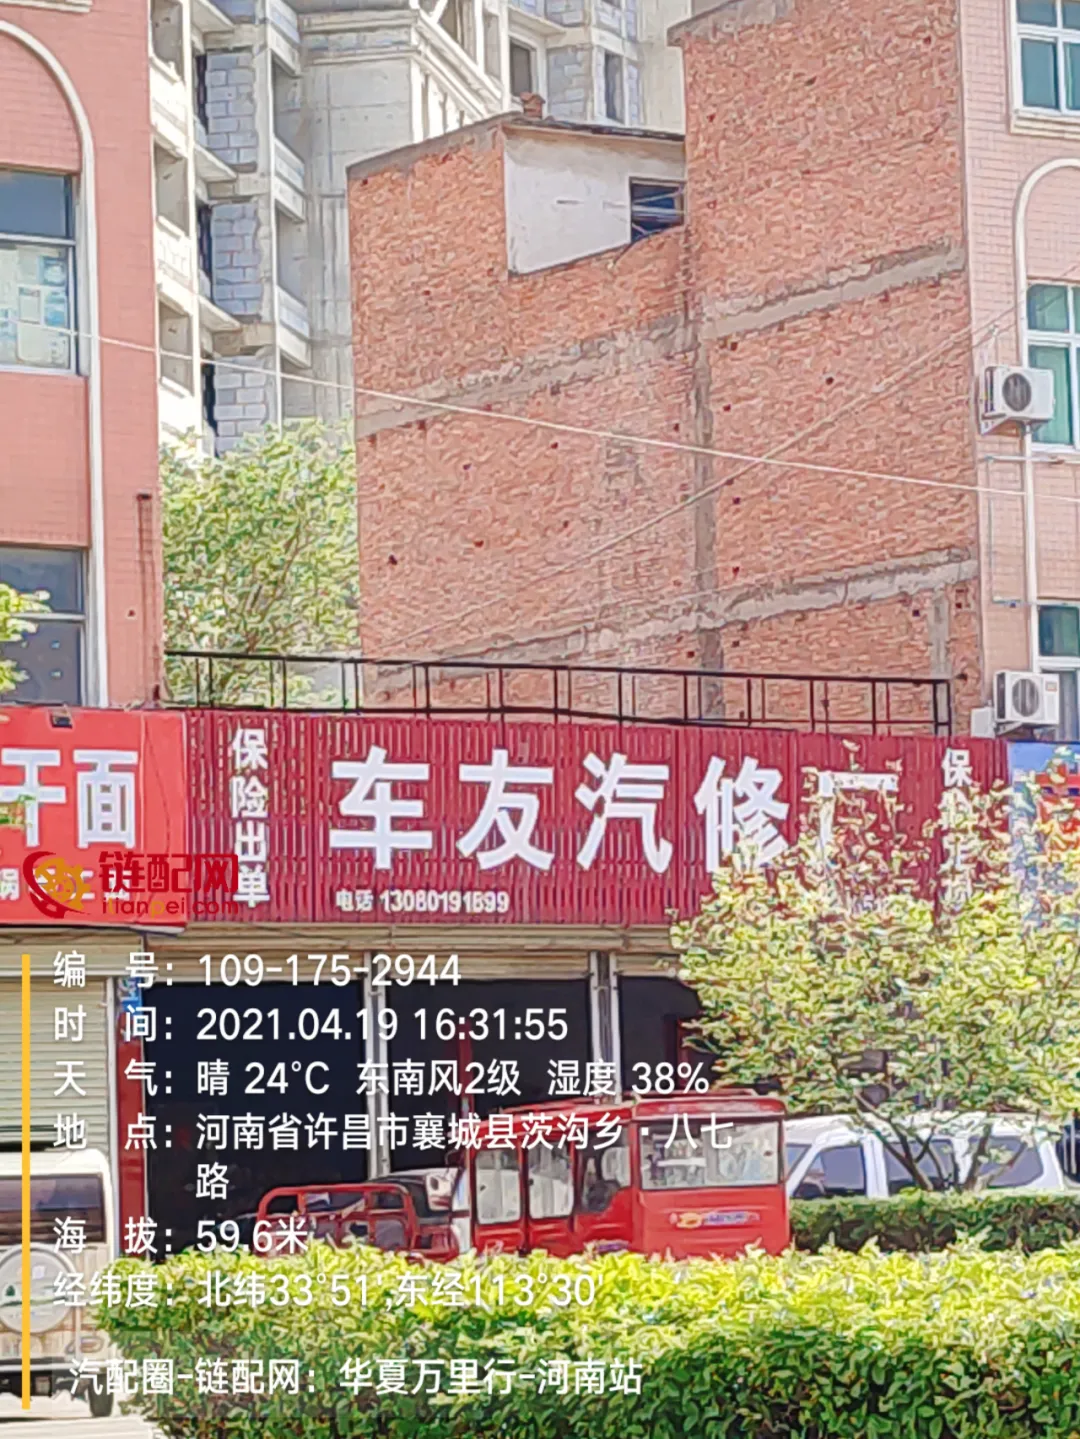 干面
保险出单
车友汽修厂
电话 13080191899
链配网
编 号：109-175-2944
时 间：2021.04.19 16:31:55
天 气：晴 24℃ 东南风2级 湿度 38%
地 点：河南省许昌市襄城县茨沟乡·八七
路
海 拔：59.6米
经纬度：北纬33°51′,东经113°30′
汽配圈-链配网：华夏万里行-河南站